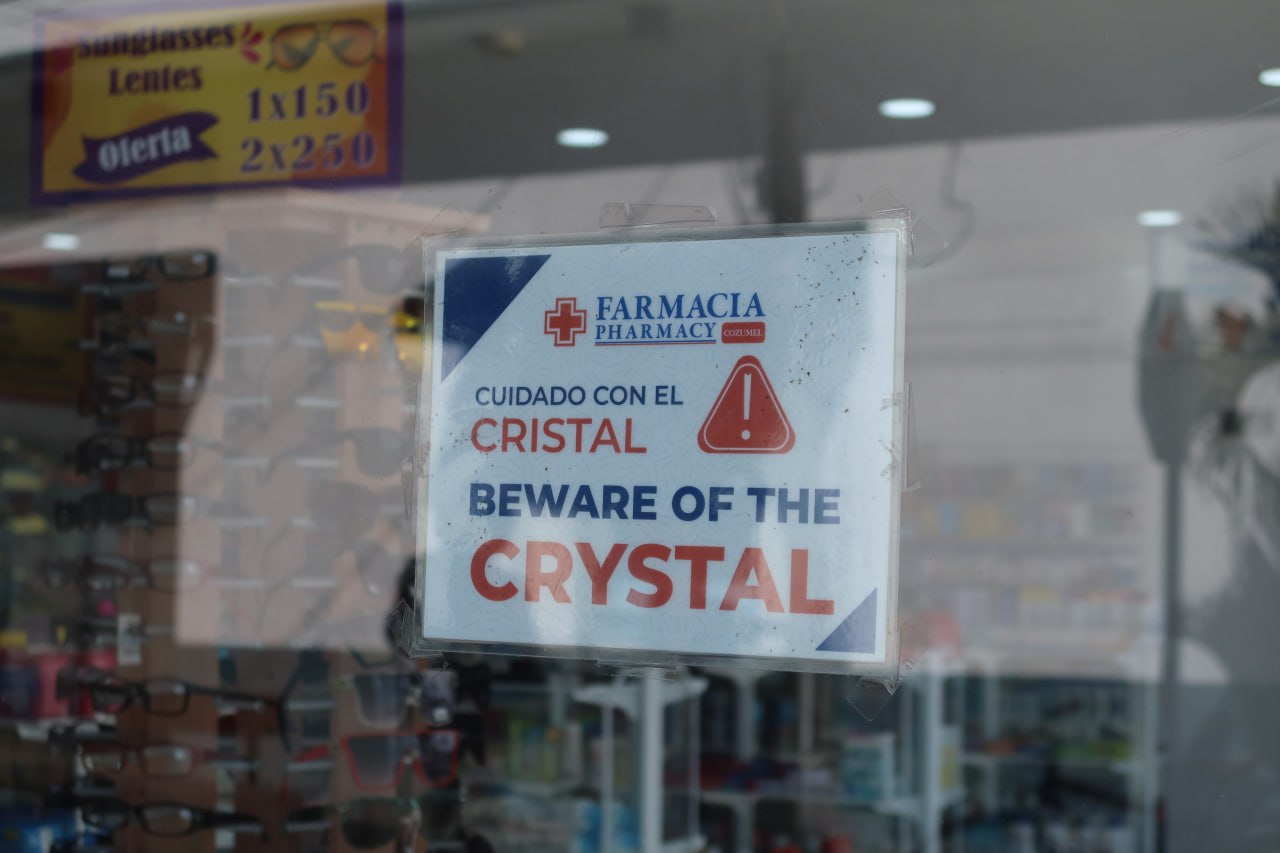 Sunglasses
Lentes
Oferta
1x150
2x250
FARMACIA
PHARMACY COZUMEL
CUIDADO CON EL
CRISTAL
BEWARE OF THE
CRYSTAL